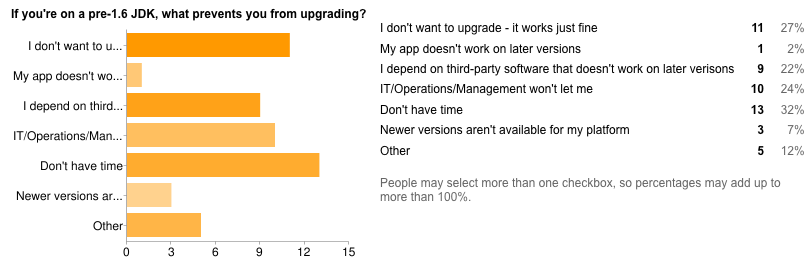 If you're on a pre-1.6 JDK, what prevents you from upgrading?
I don't want to u...
My app doesn't wo...
I depend on third...
IT/Operations/Man...
Don't have time
Newer versions ar...
Other
0 3 6 9 12 15
I don't want to upgrade - it works just fine 11 27%
My app doesn't work on later versions 1 2%
I depend on third-party software that doesn't work on later verisons 9 22%
IT/Operations/Management won't let me 10 24%
Don't have time 13 32%
Newer versions aren't available for my platform 3 7%
Other 5 12%
People may select more than one checkbox, so percentages may add up to
more than 100%.